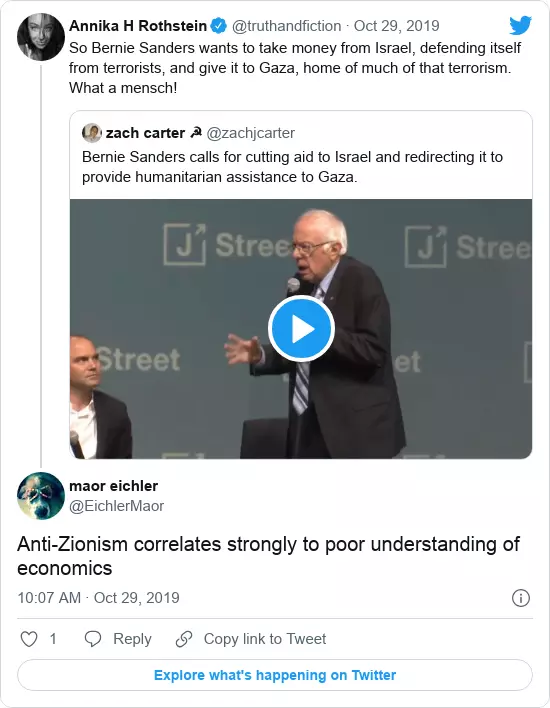 Annika H Rothstein @truthandfiction · Oct 29, 2019
So Bernie Sanders wants to take money from Israel, defending itself
from terrorists, and give it to Gaza, home of much of that terrorism.
What a mensch!
zach carter ☭ @zachjcarter
Bernie Sanders calls for cutting aid to Israel and redirecting it to
provide humanitarian assistance to Gaza.
J Stree
J Stree
Street
et
maor eichler
@EichlerMaor
Anti-Zionism correlates strongly to poor understanding of
economics
10:07 AM · Oct 29, 2019
1 Reply Copy link to Tweet
Explore what's happening on Twitter